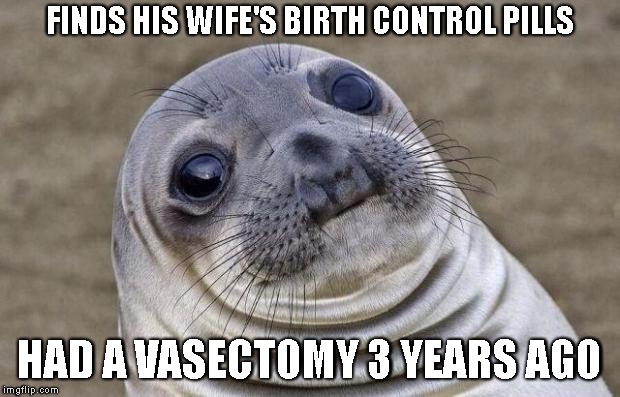 FINDS HIS WIFE'S BIRTH CONTROL PILLS
HAD A VASECTOMY 3 YEARS AGO
imgflip.com